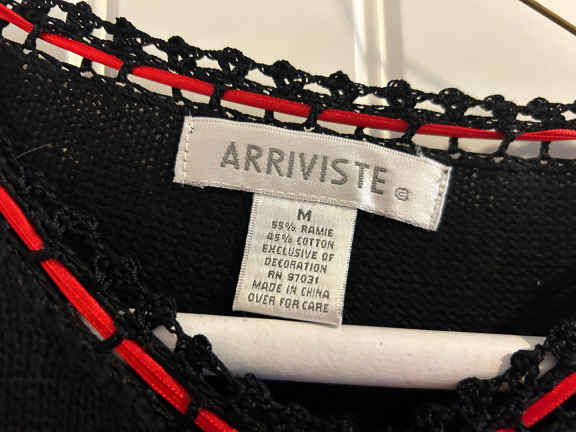 ARRIVISTE ©
M
55% RAMIE
45% COTTON
EXCLUSIVE OF
DECORATION
RN 97031
MADE IN CHINA
OVER FOR CARE